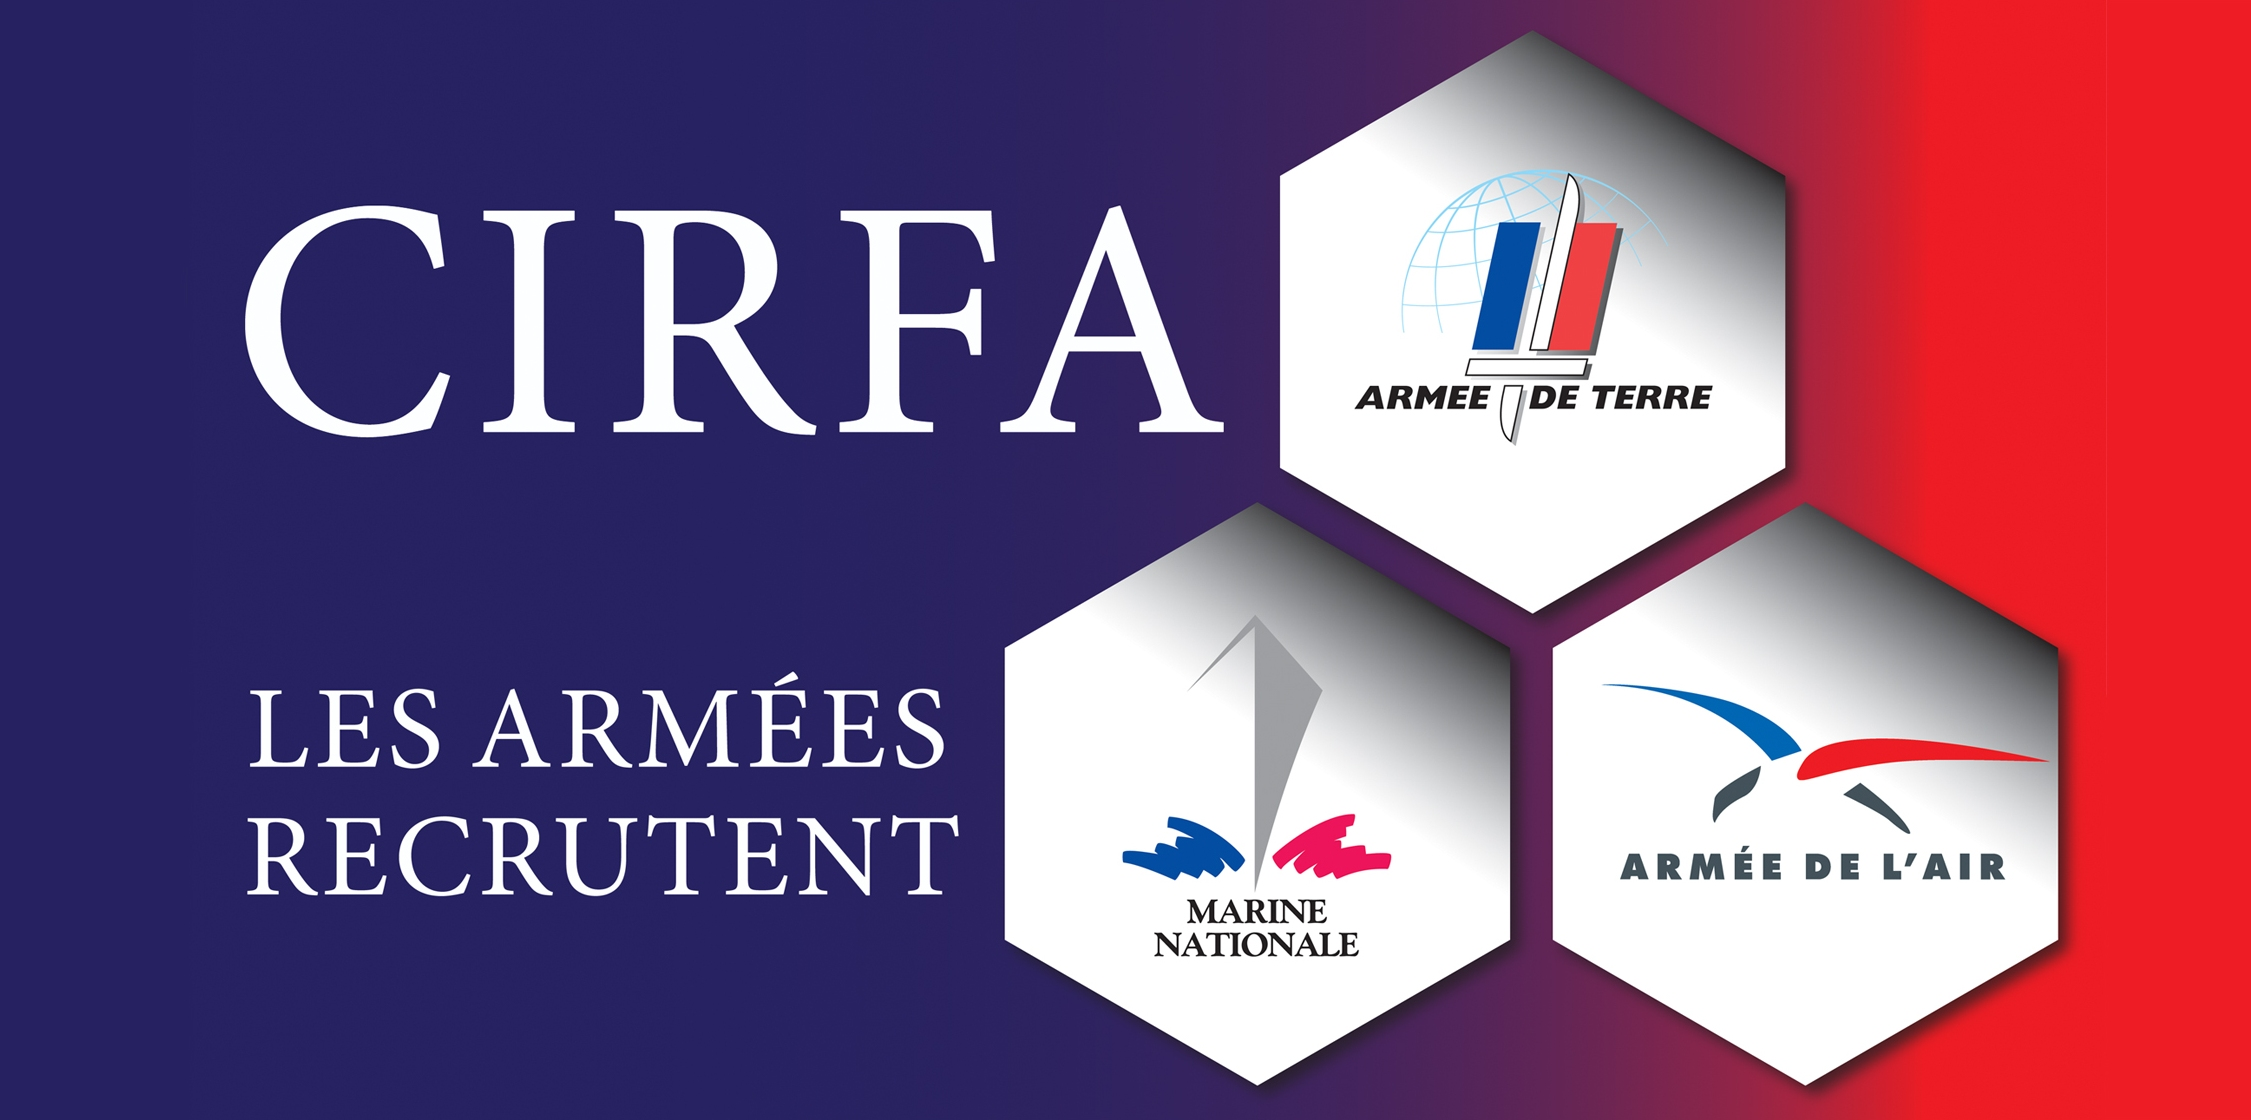 CIRFA
ARMEE DE TERRE
LES ARMÉES
RECRUTENT
MARINE
NATIONALE
ARMÉE DE L'AIR